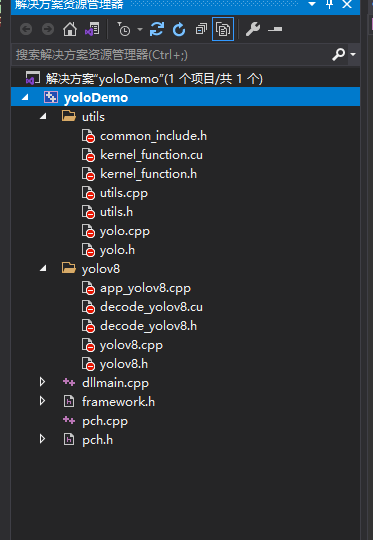 解决方案资源管理器
搜索解决方案资源管理器(Ctrl+;)
解决方案"yoloDemo"(1 个项目/共 1 个)
yoloDemo
utils
common_include.h
kernel_function.cu
kernel_function.h
utils.cpp
utils.h
yolo.cpp
yolo.h
yolov8
app_yolov8.cpp
decode_yolov8.cu
decode_yolov8.h
yolov8.cpp
yolov8.h
dllmain.cpp
framework.h
pch.cpp
pch.h